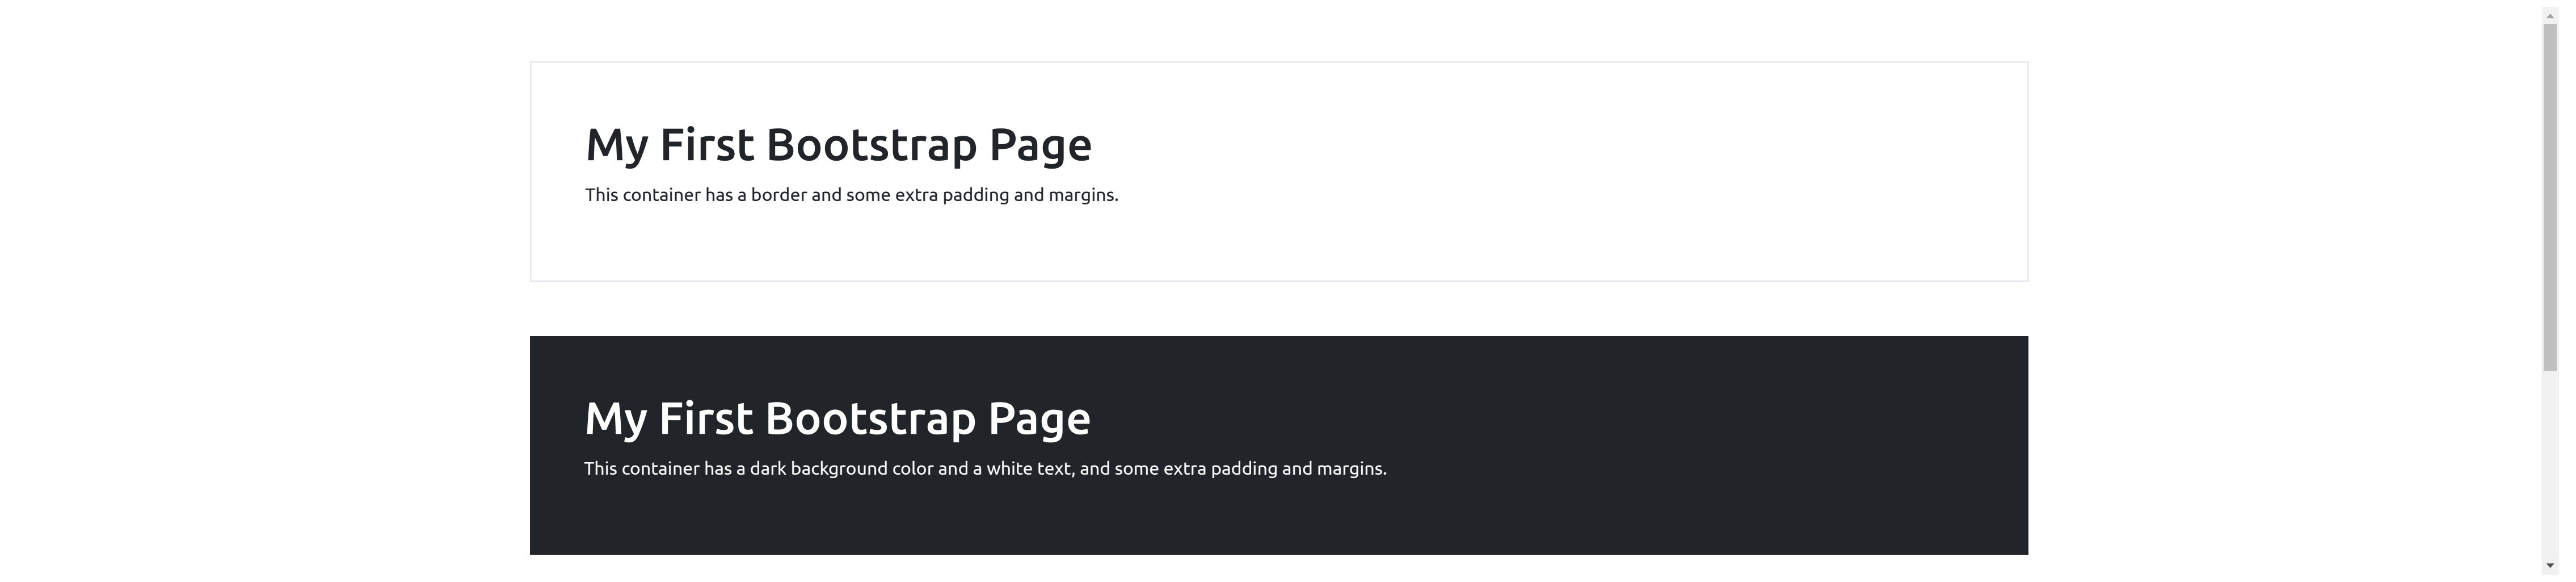 My First Bootstrap Page
This container has a border and some extra padding and margins.
My First Bootstrap Page
This container has a dark background color and a white text, and some extra padding and margins.